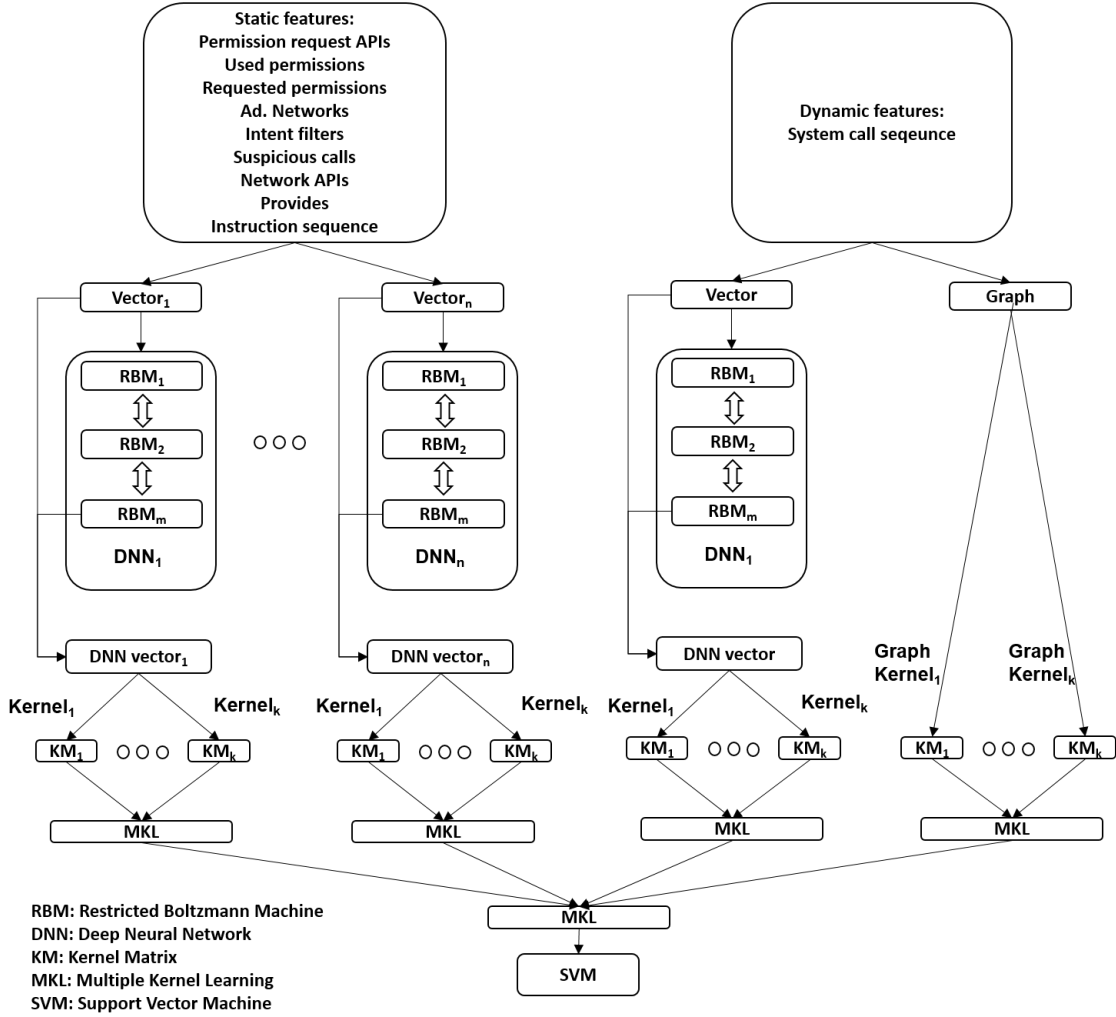 Static features:
Permission request APIs
Used permissions
Requested permissions
Ad. Networks
Intent filters
Suspicious calls
Network APIs
Provides
Instruction sequence
Dynamic features:
System call seqeunce
Vector₁
Vectorₙ
Vector
Graph
RBM₁
RBM₂
RBMₘ
DNN₁
RBM₁
RBM₂
RBMₘ
DNNₙ
RBM₁
RBM₂
RBMₘ
DNN₁
DNN vector₁
DNN vectorₙ
DNN vector
Kernel₁
Kernelₖ
Kernel₁
Kernelₖ
Kernel₁
Kernelₖ
Graph
Kernel₁
Graph
Kernelₖ
KM₁
KMₖ
KM₁
KMₖ
KM₁
KMₖ
KM₁
KMₖ
MKL
MKL
MKL
MKL
MKL
SVM
RBM: Restricted Boltzmann Machine
DNN: Deep Neural Network
KM: Kernel Matrix
MKL: Multiple Kernel Learning
SVM: Support Vector Machine